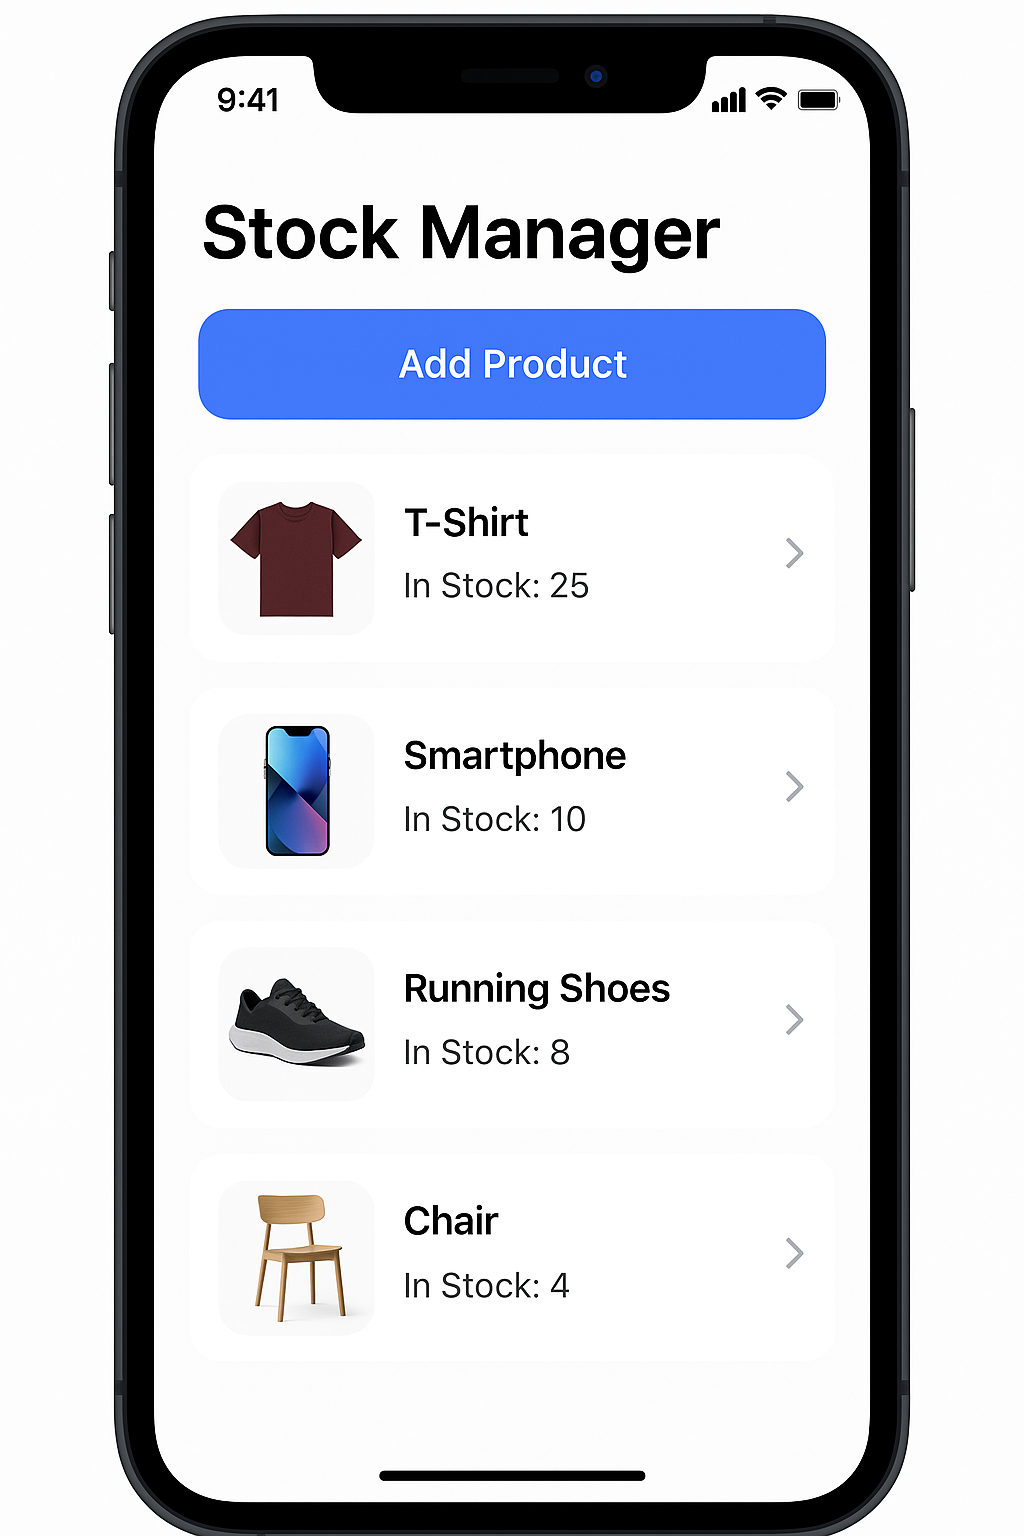 9:41
Stock Manager
Add Product
T-Shirt
In Stock: 25
Smartphone
In Stock: 10
Running Shoes
In Stock: 8
Chair
In Stock: 4